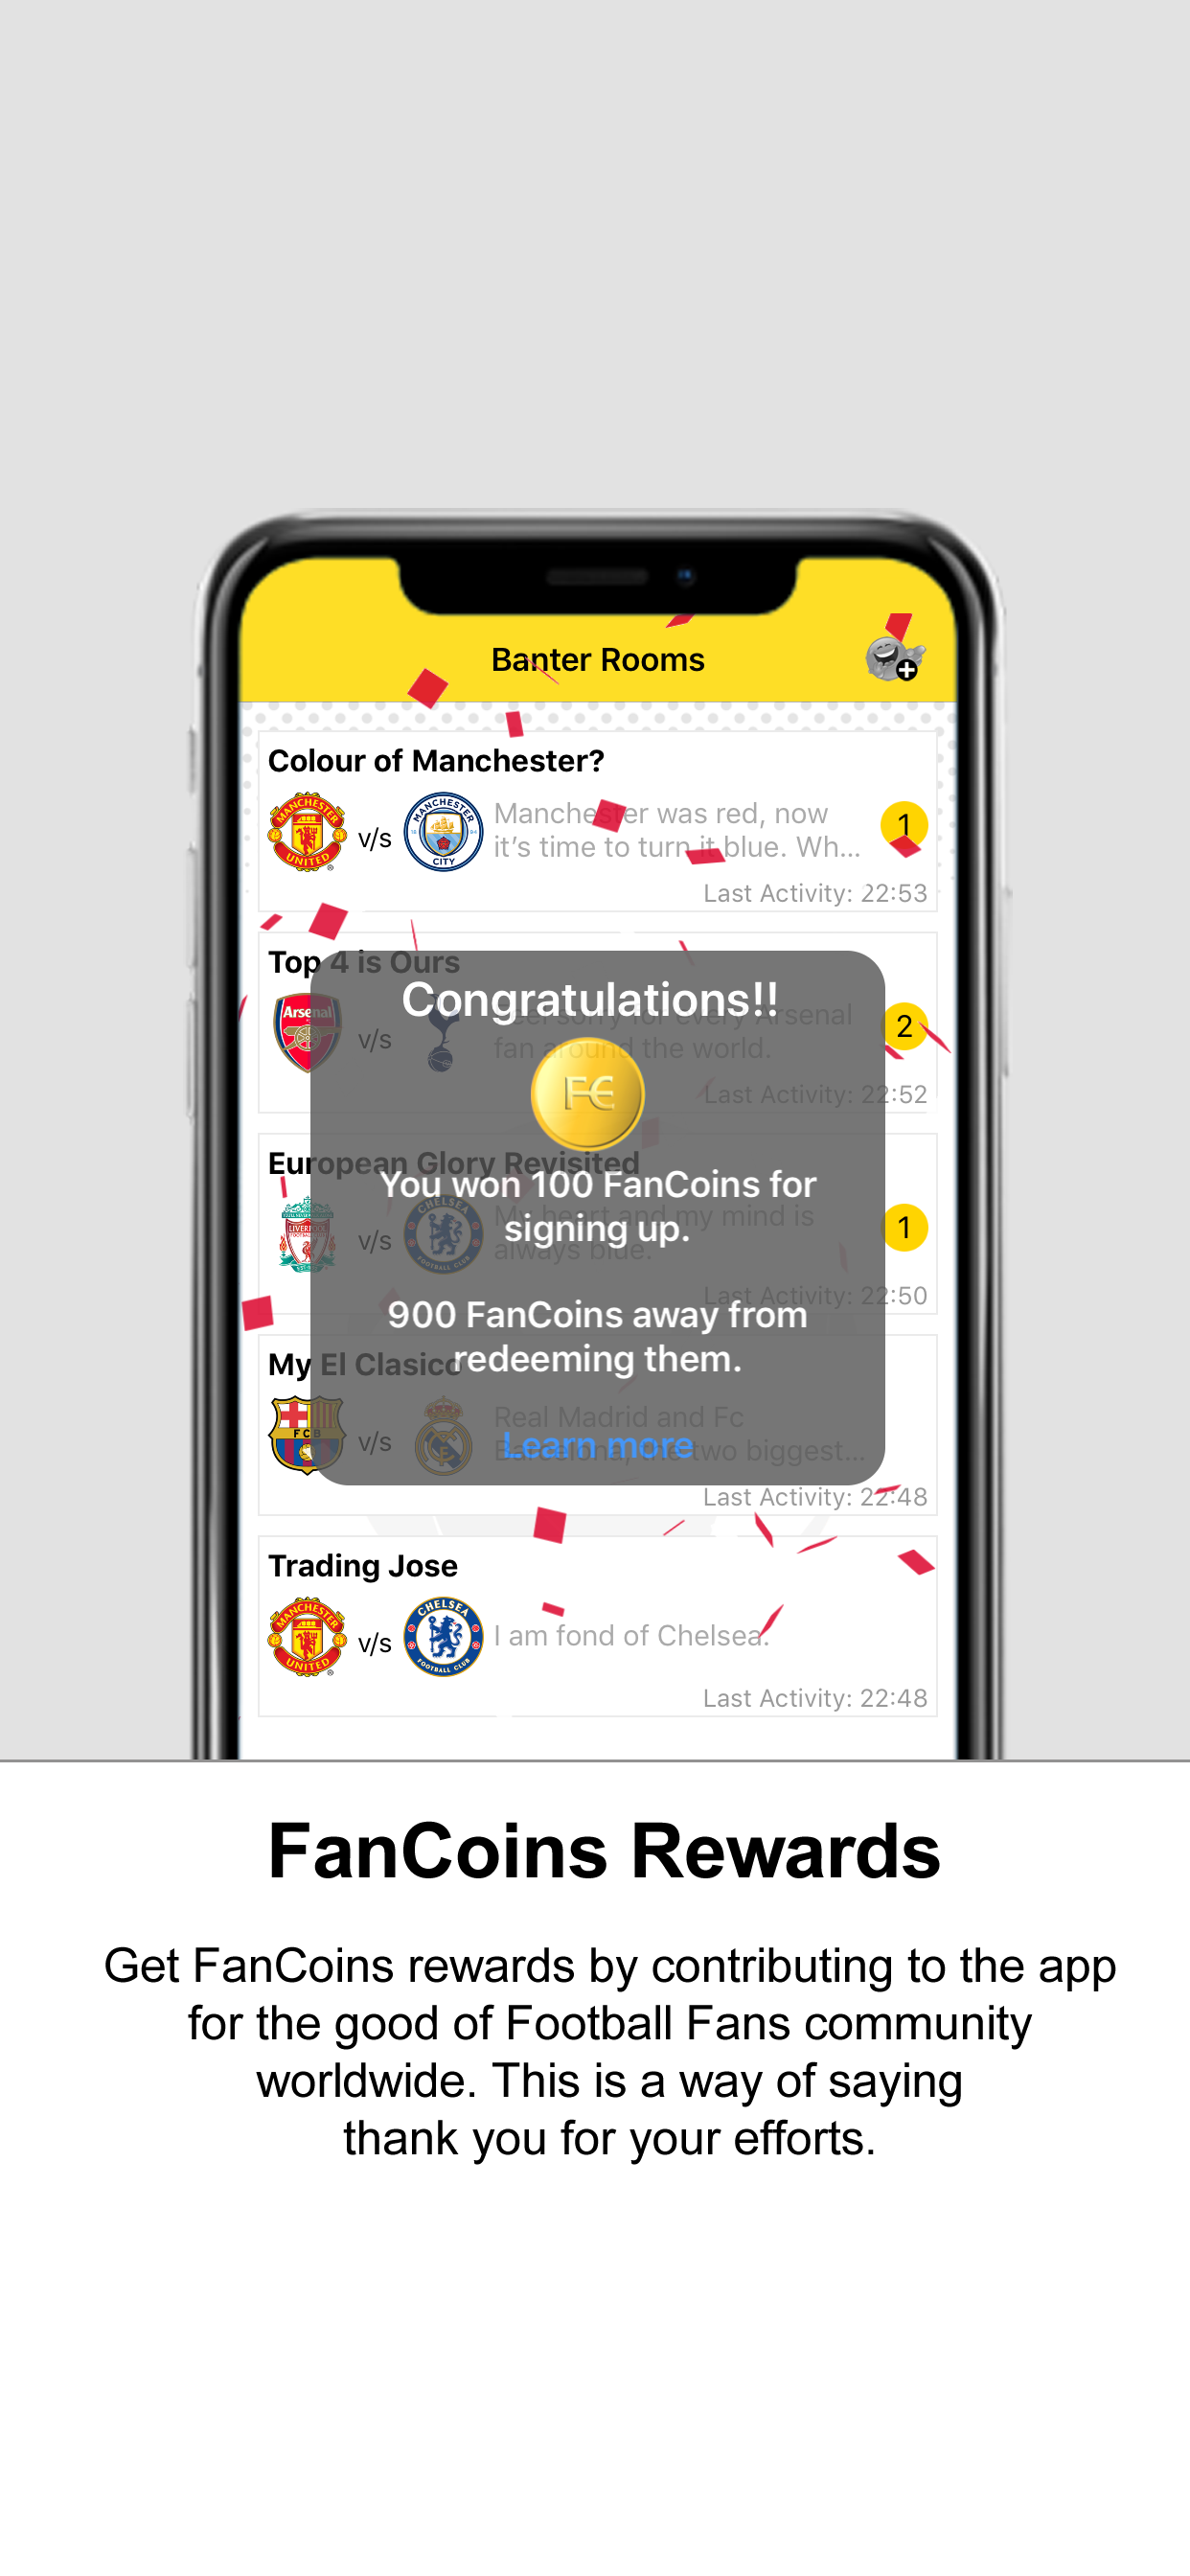 Banter Rooms
Colour of Manchester?
MANCHESTER
UNITED
v/s
MANCHESTER
18 94
CITY
Manchester was red, now
it's time to turn it blue. Wh...
1
Last Activity: 22:53
Top 4 is Ours
Arsenal
v/s
feel sorry for every Arsenal
fan around the world.
2
Last Activity: 22:52
Congratulations!!
FC
European Glory Revisited
LIVERPOOL
v/s
CHELSEA
FOOTBALL CLUB
My heart and my mind is
always blue.
1
Last Activity: 22:50
You won 100 FanCoins for
signing up.
900 FanCoins away from
redeeming them.
My El Clasico
FCB
v/s
Real Madrid and Fc
Barcelona, the two biggest...
Learn more
Last Activity: 22:48
Trading Jose
MANCHESTER
UNITED
v/s
CHELSEA
FOOTBALL CLUB
I am fond of Chelsea.
Last Activity: 22:48
FanCoins Rewards
Get FanCoins rewards by contributing to the app
for the good of Football Fans community
worldwide. This is a way of saying
thank you for your efforts.